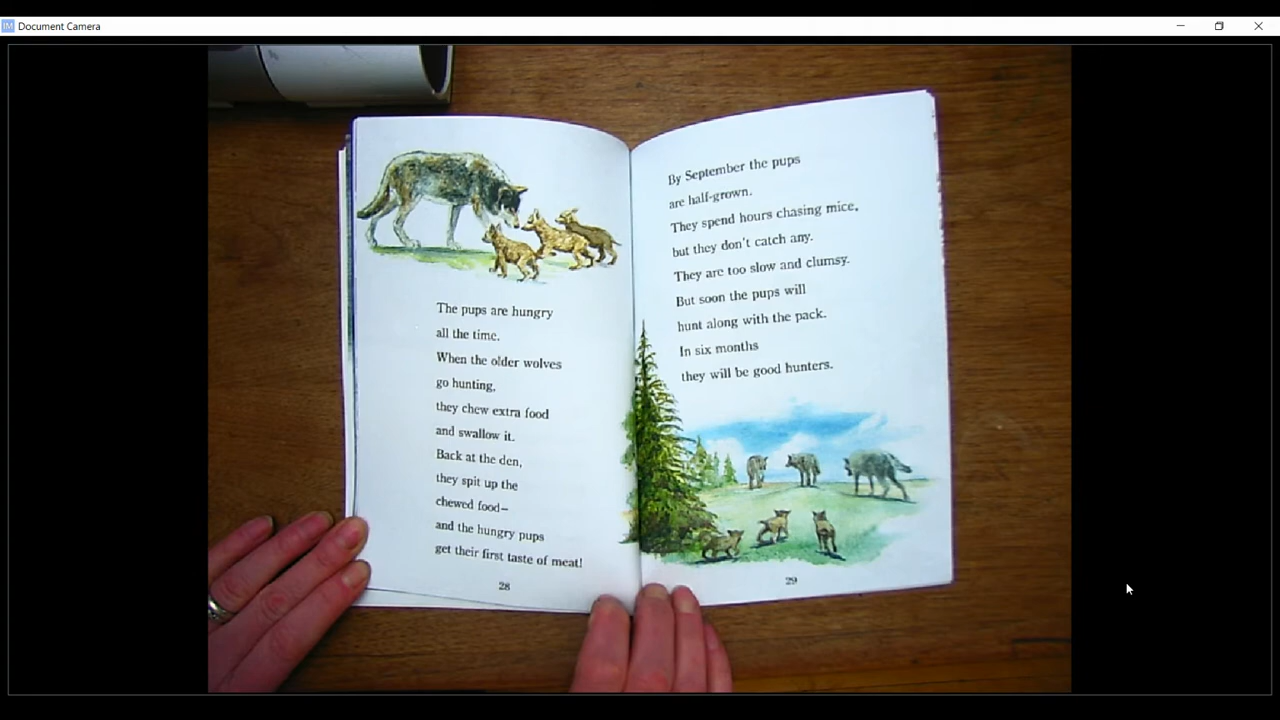 Document Camera
The pups are hungry
all the time.
When the older wolves
go hunting,
they chew extra food
and swallow it.
Back at the den,
they spit up the
chewed food—
and the hungry pups
get their first taste of meat!
28
By September the pups
are half-grown.
They spend hours chasing mice,
but they don't catch any.
They are too slow and clumsy.
But soon the pups will
hunt along with the pack.
In six months
they will be good hunters.
29